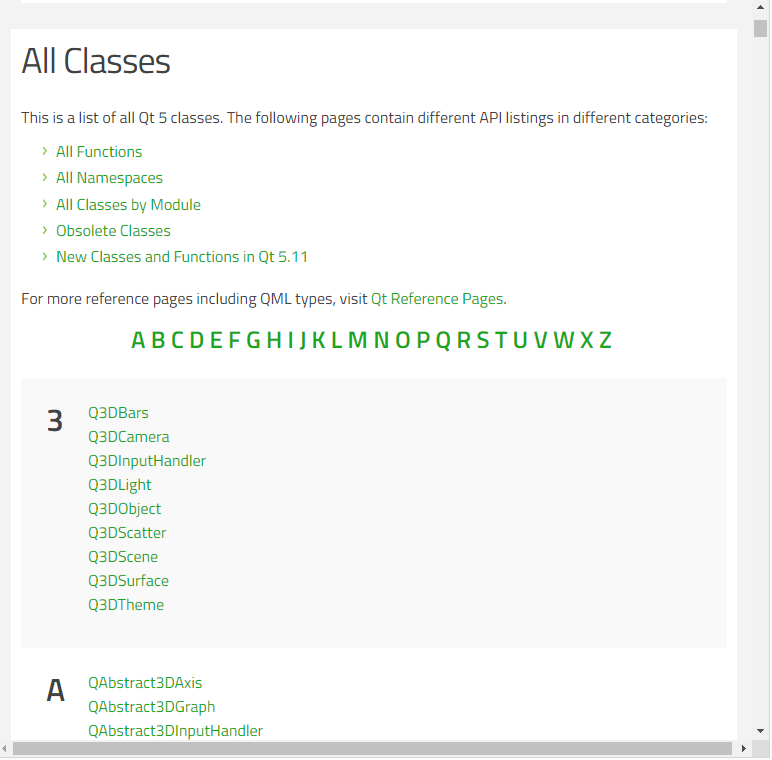 All Classes
This is a list of all Qt 5 classes. The following pages contain different API listings in different categories:
All Functions
All Namespaces
All Classes by Module
Obsolete Classes
New Classes and Functions in Qt 5.11
For more reference pages including QML types, visit Qt Reference Pages.
A B C D E F G H I J K L M N O P Q R S T U V W X Z
3 Q3DBars
Q3DCamera
Q3DInputHandler
Q3DLight
Q3DObject
Q3DScatter
Q3DScene
Q3DSurface
Q3DTheme
A QAbstract3DAxis
QAbstract3DGraph
QAbstract3DInputHandler